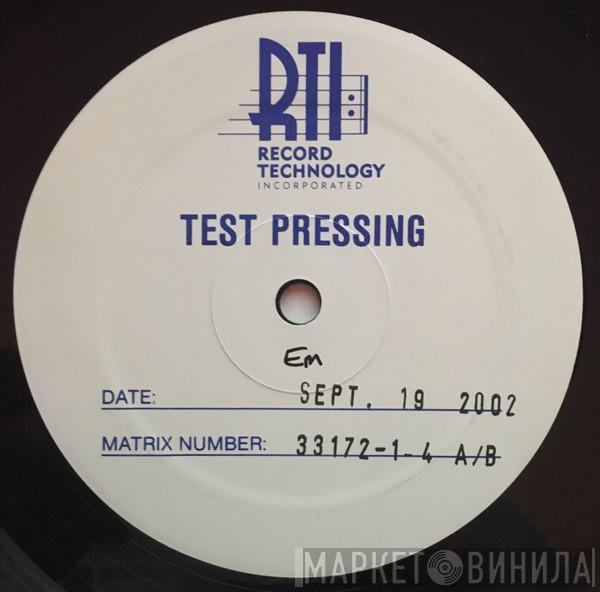 RTI
RECORD
TECHNOLOGY
INCORPORATED
TEST PRESSING
Em
DATE: SEPT. 19 2002
MATRIX NUMBER: 33172-1-4 A/B
МАРКЕТ ВИНИЛА